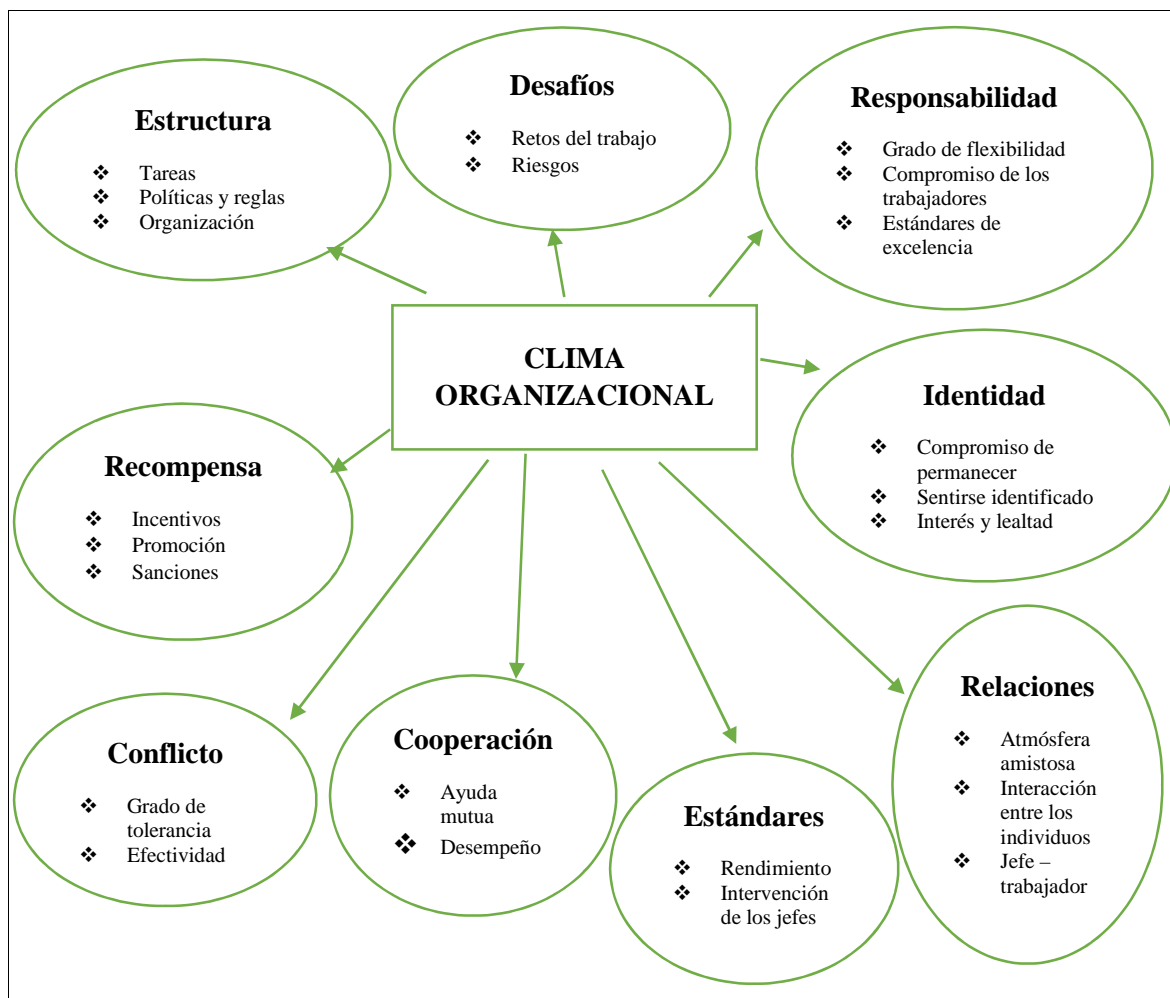 Estructura
❖ Tareas
❖ Políticas y reglas
❖ Organización
Desafíos
❖ Retos del trabajo
❖ Riesgos
Responsabilidad
❖ Grado de flexibilidad
❖ Compromiso de los
trabajadores
❖ Estándares de
excelencia
CLIMA
ORGANIZACIONAL
Identidad
❖ Compromiso de
permanecer
❖ Sentirse identificado
❖ Interés y lealtad
Recompensa
❖ Incentivos
❖ Promoción
❖ Sanciones
Conflicto
❖ Grado de
tolerancia
❖ Efectividad
Cooperación
❖ Ayuda
mutua
❖ Desempeño
Estándares
❖ Rendimiento
❖ Intervención
de los jefes
Relaciones
❖ Atmósfera
amistosa
❖ Interacción
entre los
individuos
❖ Jefe –
trabajador